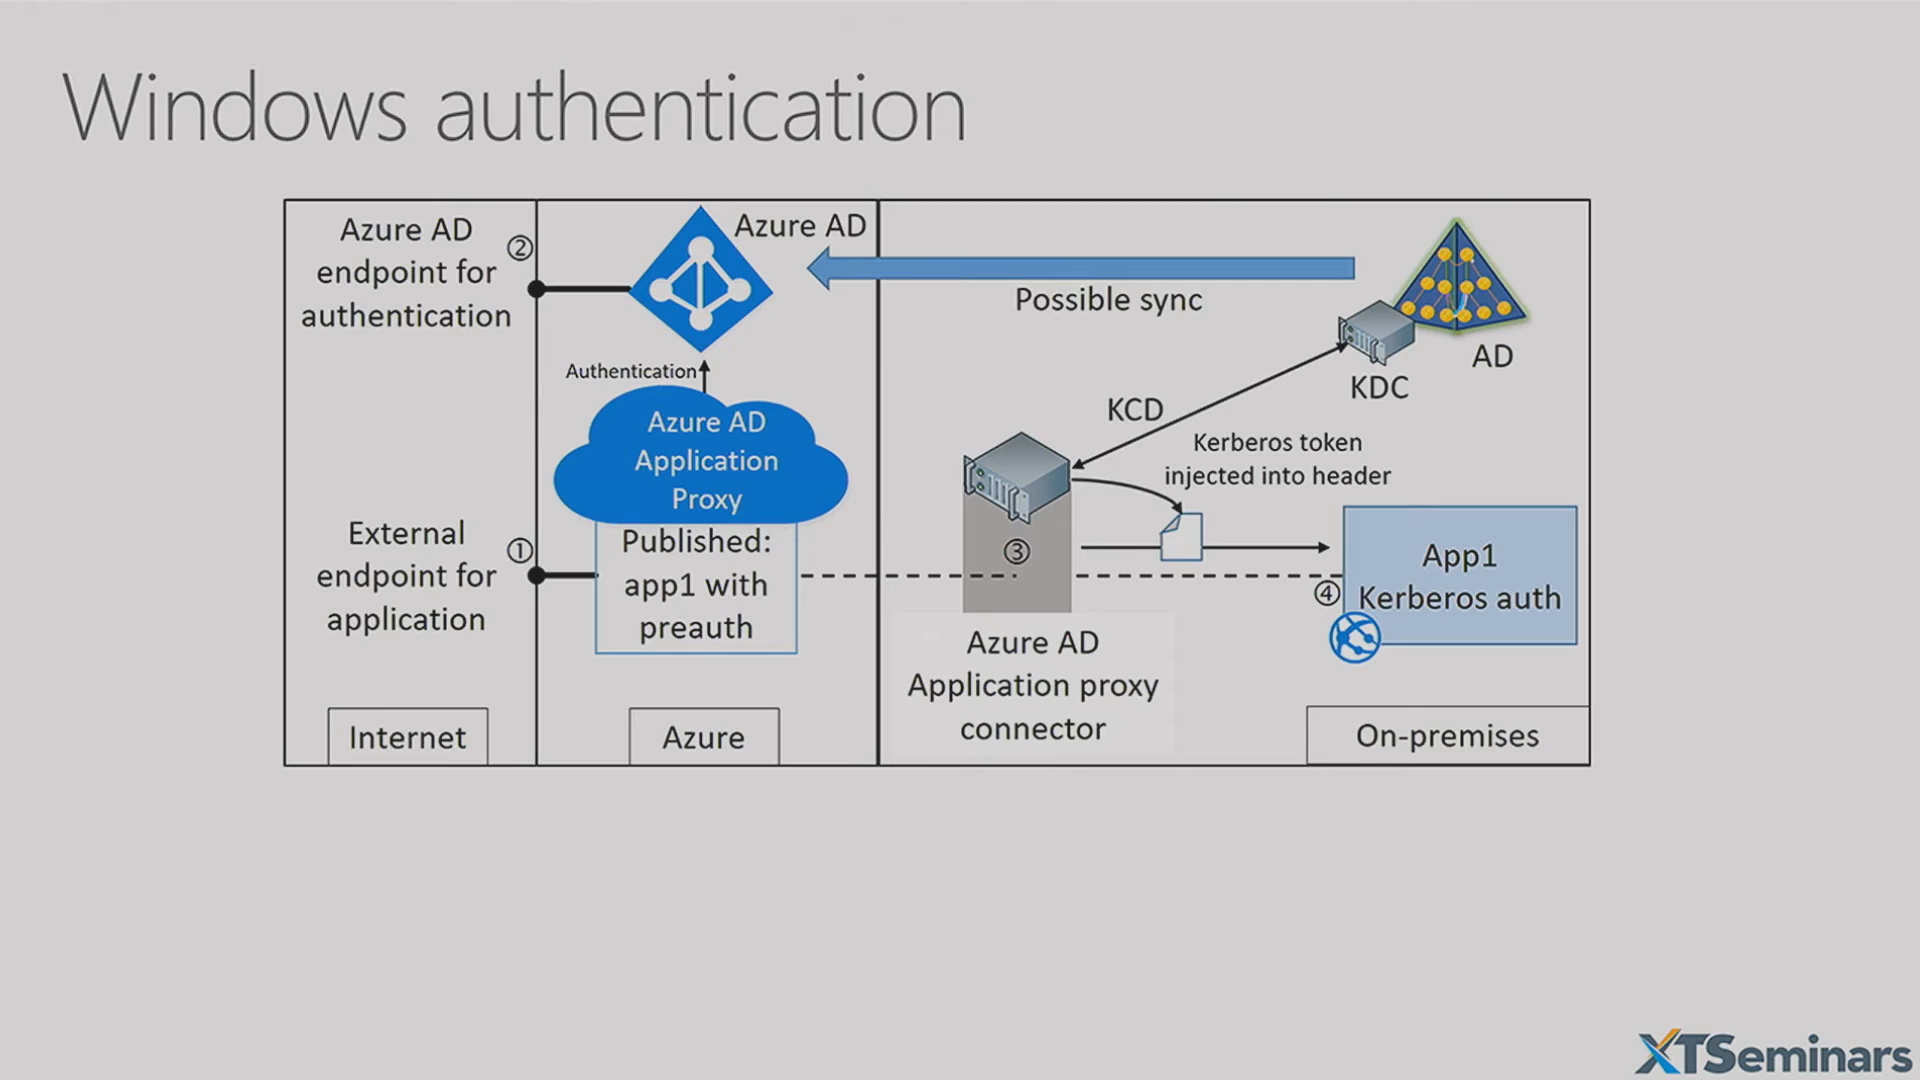 Windows authentication
Azure AD
endpoint for
authentication
②
Azure AD
Possible sync
KDC
AD
Authentication
Azure AD
Application
Proxy
KCD
Kerberos token
injected into header
External
endpoint for
application
①
Published:
app1 with
preauth
③
④
App1
Kerberos auth
Azure AD
Application proxy
connector
Internet
Azure
On-premises
XTSeminars